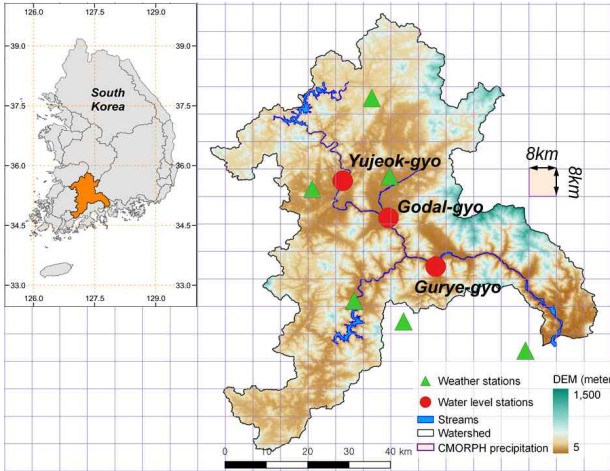 126.0 127.5 129.0
39.0 39.0
37.5 37.5
36.0 36.0
34.5 34.5
33.0 33.0
126.0 127.5 129.0
South
Korea
8km
8km
Yujeok-gyo
Godal-gyo
Gurye-gyo
Weather stations
Water level stations
Streams
Watershed
CMORPH precipitation
DEM (meter
1,500
5
0 10 20 30 40 km